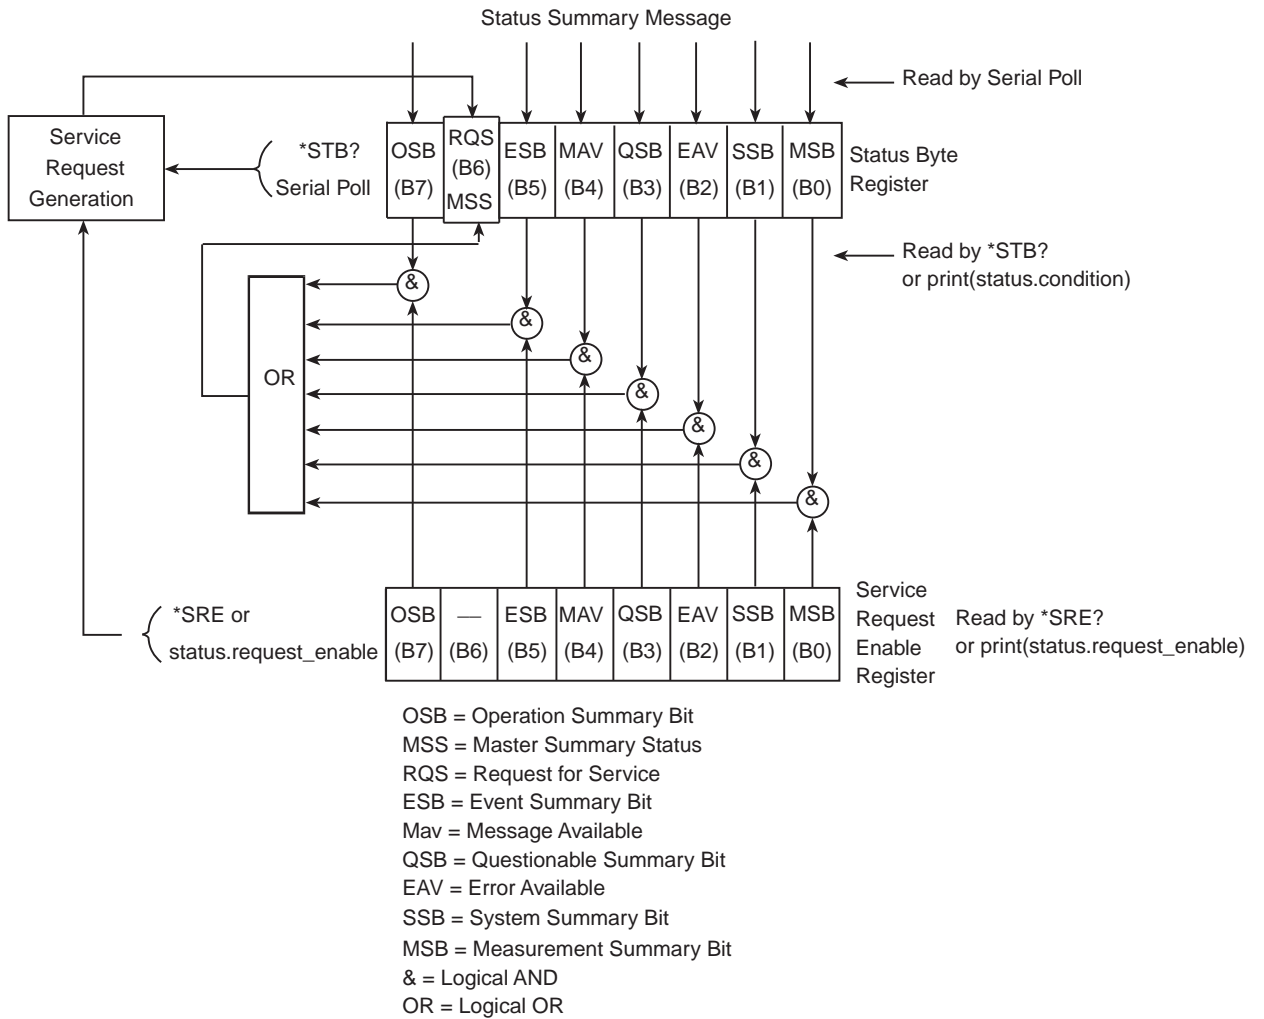 Status Summary Message
Read by Serial Poll
Service
Request
Generation
*STB?
Serial Poll
OSB
(B7)
RQS
(B6)
MSS
ESB
(B5)
MAV
(B4)
QSB
(B3)
EAV
(B2)
SSB
(B1)
MSB
(B0)
Status Byte
Register
Read by *STB?
or print(status.condition)
&
&
&
&
&
&
&
OR
*SRE or
status.request_enable
OSB
(B7)
—
(B6)
ESB
(B5)
MAV
(B4)
QSB
(B3)
EAV
(B2)
SSB
(B1)
MSB
(B0)
Service
Request
Enable
Register
Read by *SRE?
or print(status.request_enable)
OSB = Operation Summary Bit
MSS = Master Summary Status
RQS = Request for Service
ESB = Event Summary Bit
Mav = Message Available
QSB = Questionable Summary Bit
EAV = Error Available
SSB = System Summary Bit
MSB = Measurement Summary Bit
& = Logical AND
OR = Logical OR